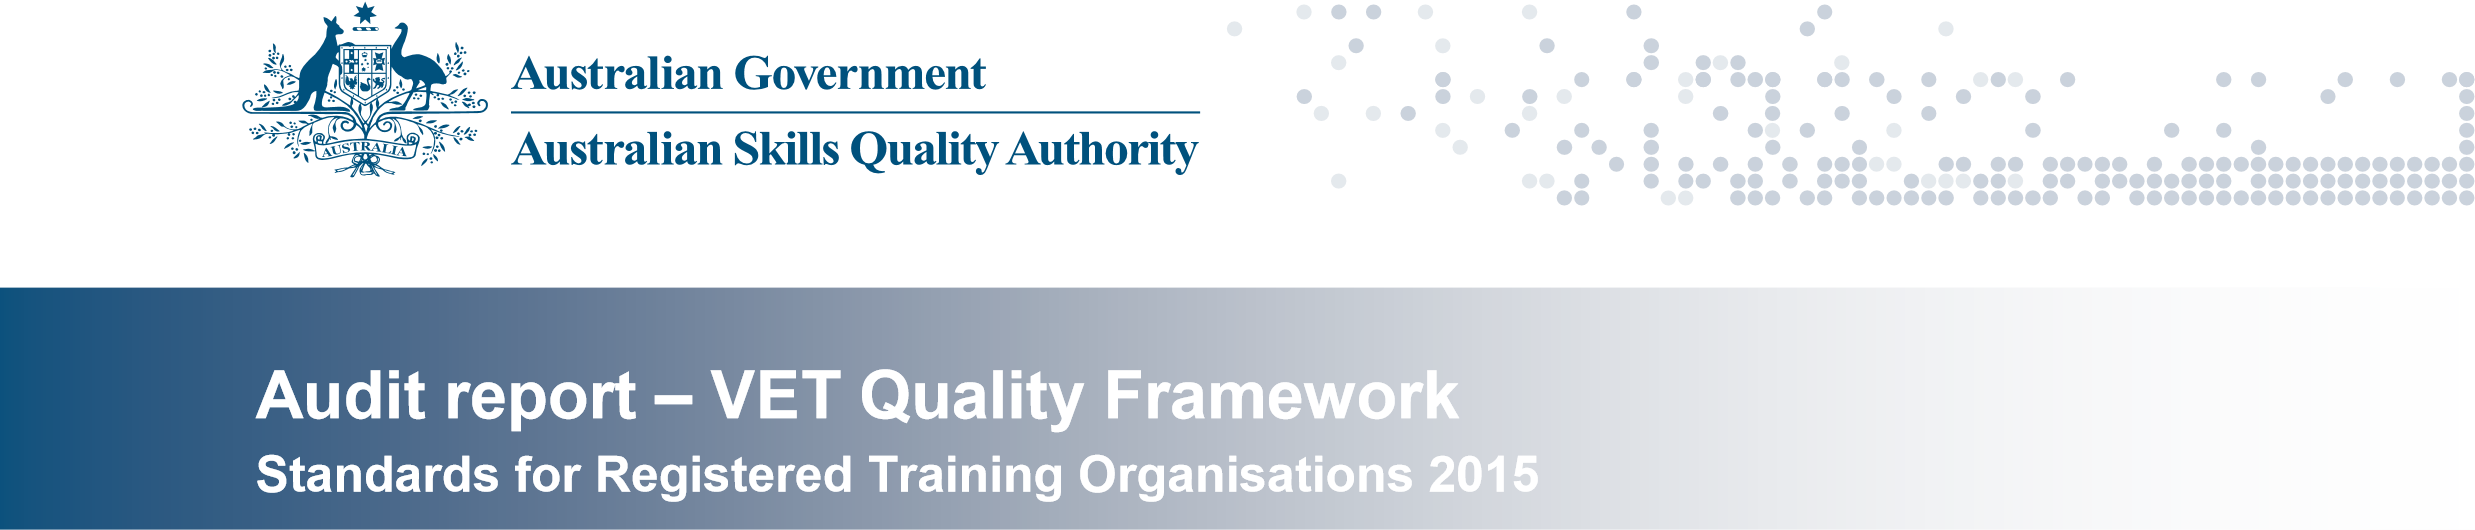 AUSTRALIA
Australian Government
Australian Skills Quality Authority
Audit report – VET Quality Framework
Standards for Registered Training Organisations 2015